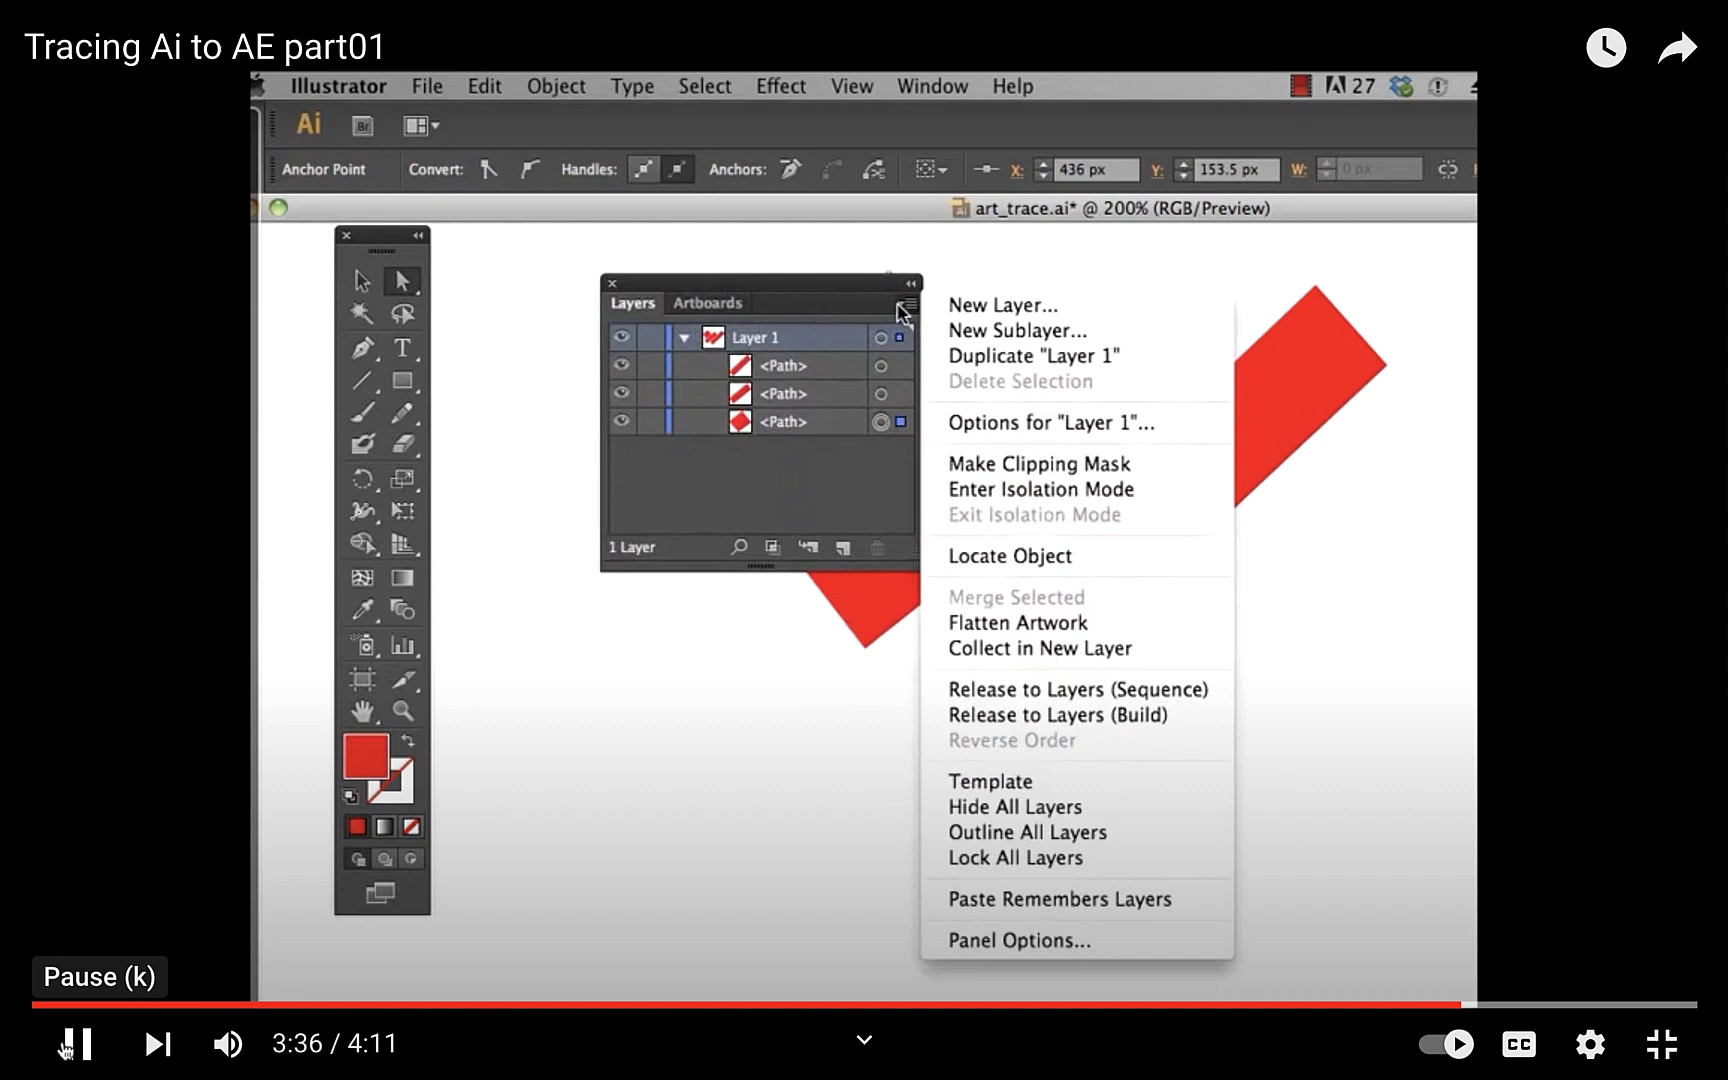 Tracing Ai to AE part01
Illustrator File Edit Object Type Select Effect View Window Help 27
Ai Br
Anchor Point Convert: Handles: Anchors: X: 436 px Y: 153.5 px W: 0 px
art_trace.ai* @ 200% (RGB/Preview)
Layers Artboards
Layer 1
<Path>
<Path>
<Path>
1 Layer
New Layer...
New Sublayer...
Duplicate "Layer 1"
Delete Selection
Options for "Layer 1"...
Make Clipping Mask
Enter Isolation Mode
Exit Isolation Mode
Locate Object
Merge Selected
Flatten Artwork
Collect in New Layer
Release to Layers (Sequence)
Release to Layers (Build)
Reverse Order
Template
Hide All Layers
Outline All Layers
Lock All Layers
Paste Remembers Layers
Panel Options...
T
Pause (k)
3:36 / 4:11
CC